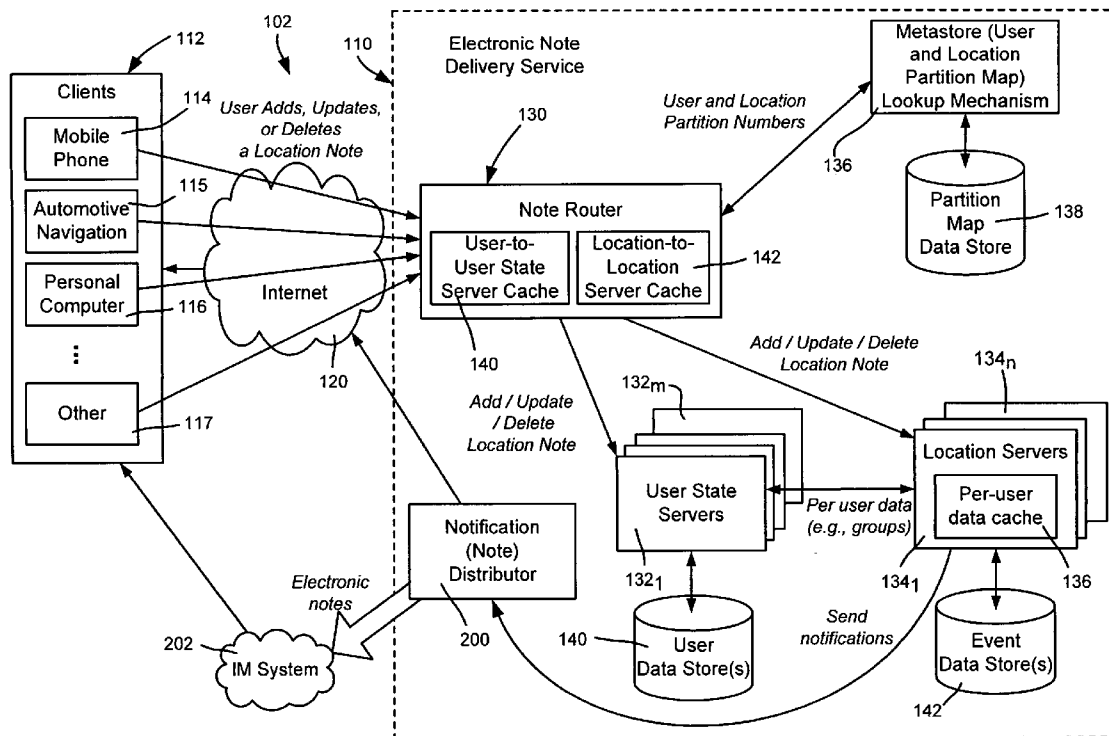 102
112
110
Electronic Note
Delivery Service
Metastore (User
and Location
Partition Map)
Lookup Mechanism
136
Clients
114
Mobile
Phone
115
Automotive
Navigation
Personal
Computer
116
...
Other
117
User Adds, Updates,
or Deletes
a Location Note
Internet
120
130
User and Location
Partition Numbers
Partition
Map
Data Store
138
Note Router
User-to-
User State
Server Cache
Location-to-
Location
Server Cache
140
142
Add / Update
/ Delete
Location Note
Add / Update / Delete
Location Note
132m
User State
Servers
1321
134n
Location Servers
Per-user
data cache
1341
136
Per user data
(e.g., groups)
Notification
(Note)
Distributor
200
Electronic
notes
202
IM System
140
User
Data Store(s)
Send
notifications
Event
Data Store(s)
142